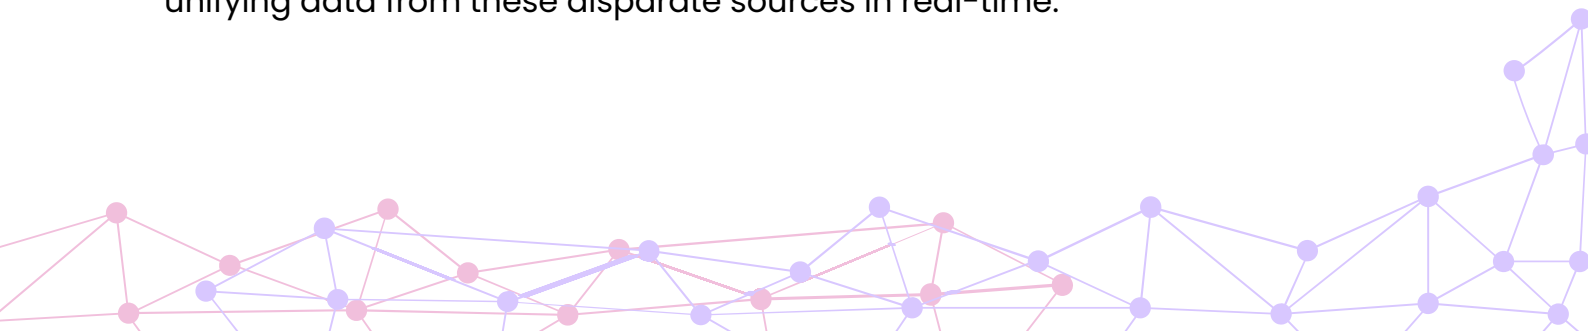 unifying data from these disparate sources in real-time.